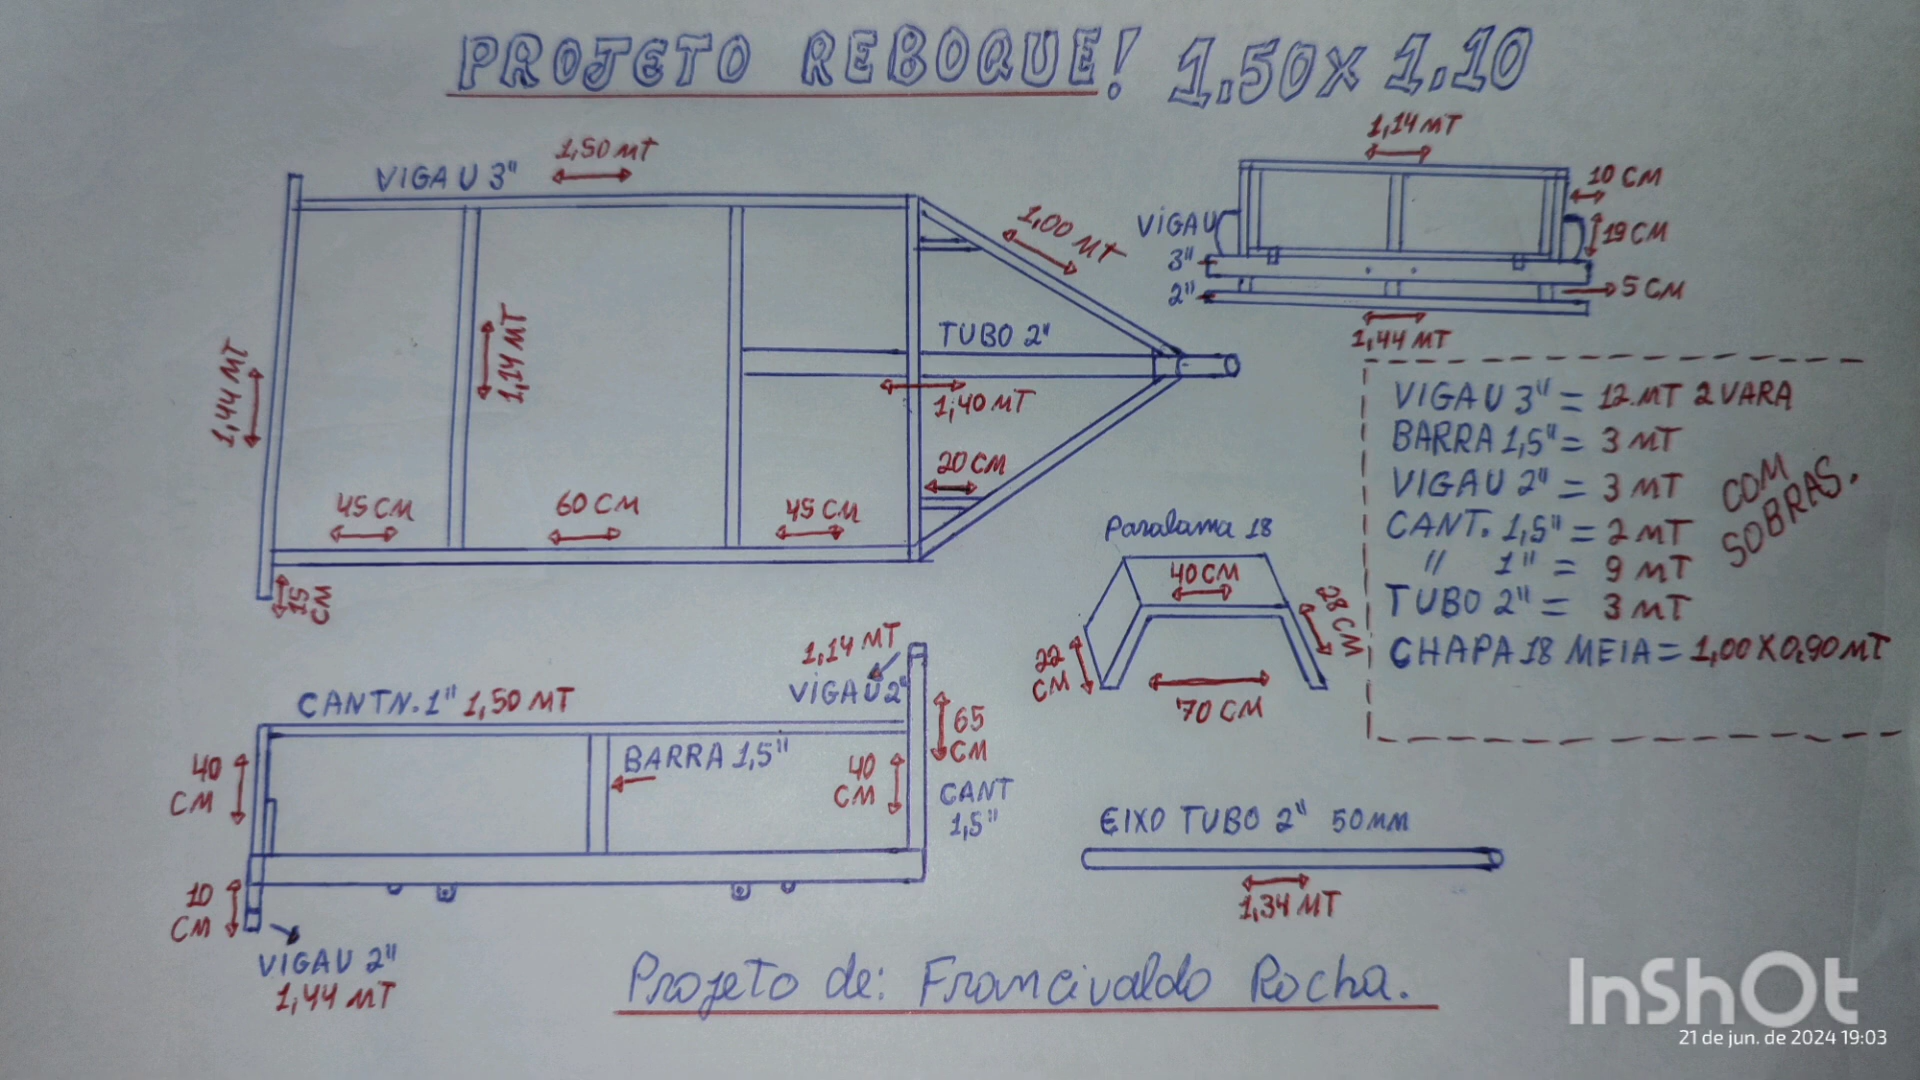 PROJETO REBOQUE! 1.50 X 1.10
VIGA U 3" 1,50 MT
1,44 MT
1,14 MT
45 CM
60 CM
45 CM
15 CM
1,00 MT
TUBO 2"
1,40 MT
20 CM
1,14 MT
10 CM
VIGA U
19 CM
3"
2"
5 CM
1,44 MT
VIGA U 3" = 12 MT 2 VARA
BARRA 1,5" = 3 MT
VIGA U 2" = 3 MT
CANT. 1,5" = 2 MT
" 1" = 9 MT
TUBO 2" = 3 MT
CHAPA 18 MEIA = 1,00 X 0.90 MT
COM
SOBRAS.
Paralama 18
40 CM
28 CM
22
CM
70 CM
CANTN. 1" 1,50 MT
1,14 MT
VIGA U 2"
65
CM
40
CM
BARRA 1,5"
40
CM
CANT
1,5"
10
CM
VIGA U 2"
1,44 MT
EIXO TUBO 2" 50MM
1,34 MT
Projeto de: Francivaldo Rocha.
InShOt
21 de jun. de 2024 19:03